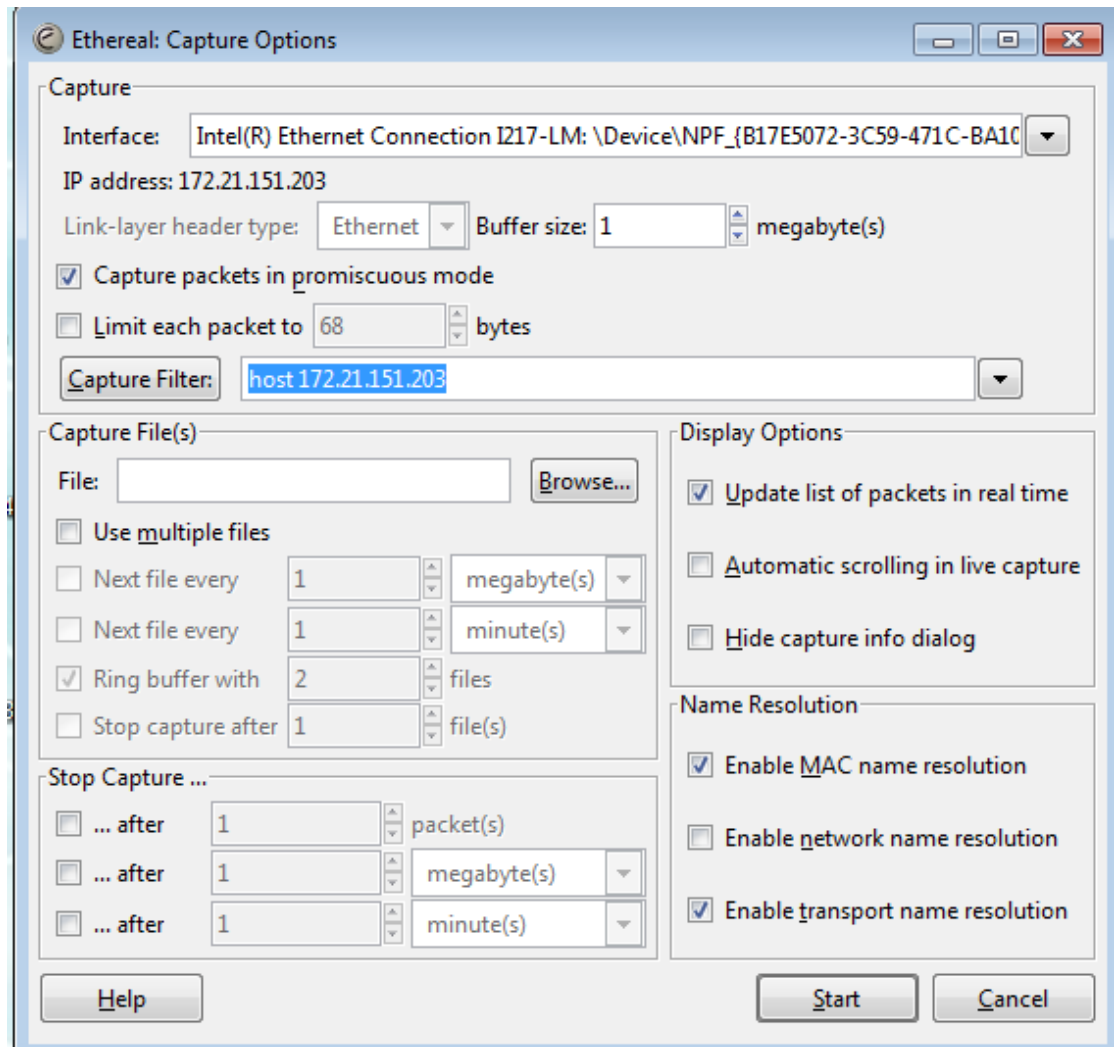 Ethereal: Capture Options
Capture
Interface: Intel(R) Ethernet Connection I217-LM: \Device\NPF_{B17E5072-3C59-471C-BA10
IP address: 172.21.151.203
Link-layer header type: Ethernet Buffer size: 1 megabyte(s)
Capture packets in promiscuous mode
Limit each packet to 68 bytes
Capture Filter: host 172.21.151.203
Capture File(s)
File: Browse...
Use multiple files
Next file every 1 megabyte(s)
Next file every 1 minute(s)
Ring buffer with 2 files
Stop capture after 1 file(s)
Display Options
Update list of packets in real time
Automatic scrolling in live capture
Hide capture info dialog
Stop Capture ...
... after 1 packet(s)
... after 1 megabyte(s)
... after 1 minute(s)
Name Resolution
Enable MAC name resolution
Enable network name resolution
Enable transport name resolution
Help Start Cancel